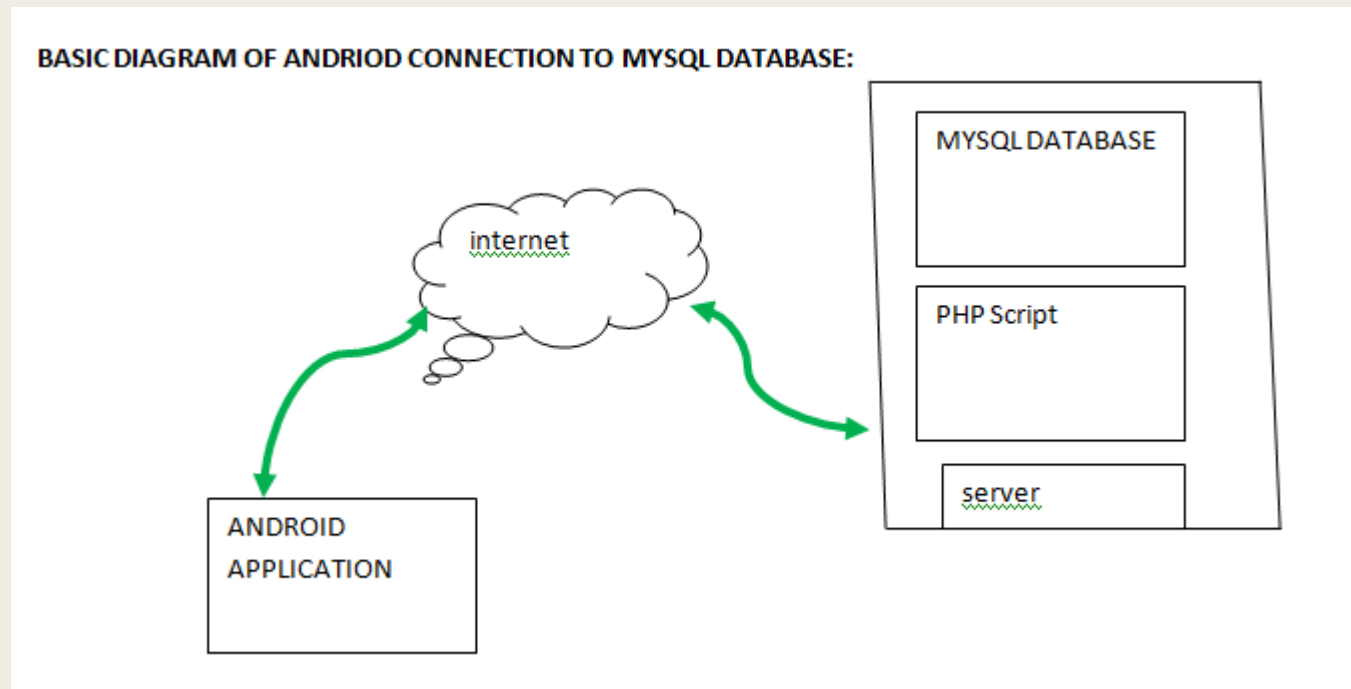 BASIC DIAGRAM OF ANDRIOD CONNECTION TO MYSQL DATABASE:
MYSQL DATABASE
internet
PHP Script
server
ANDROID
APPLICATION